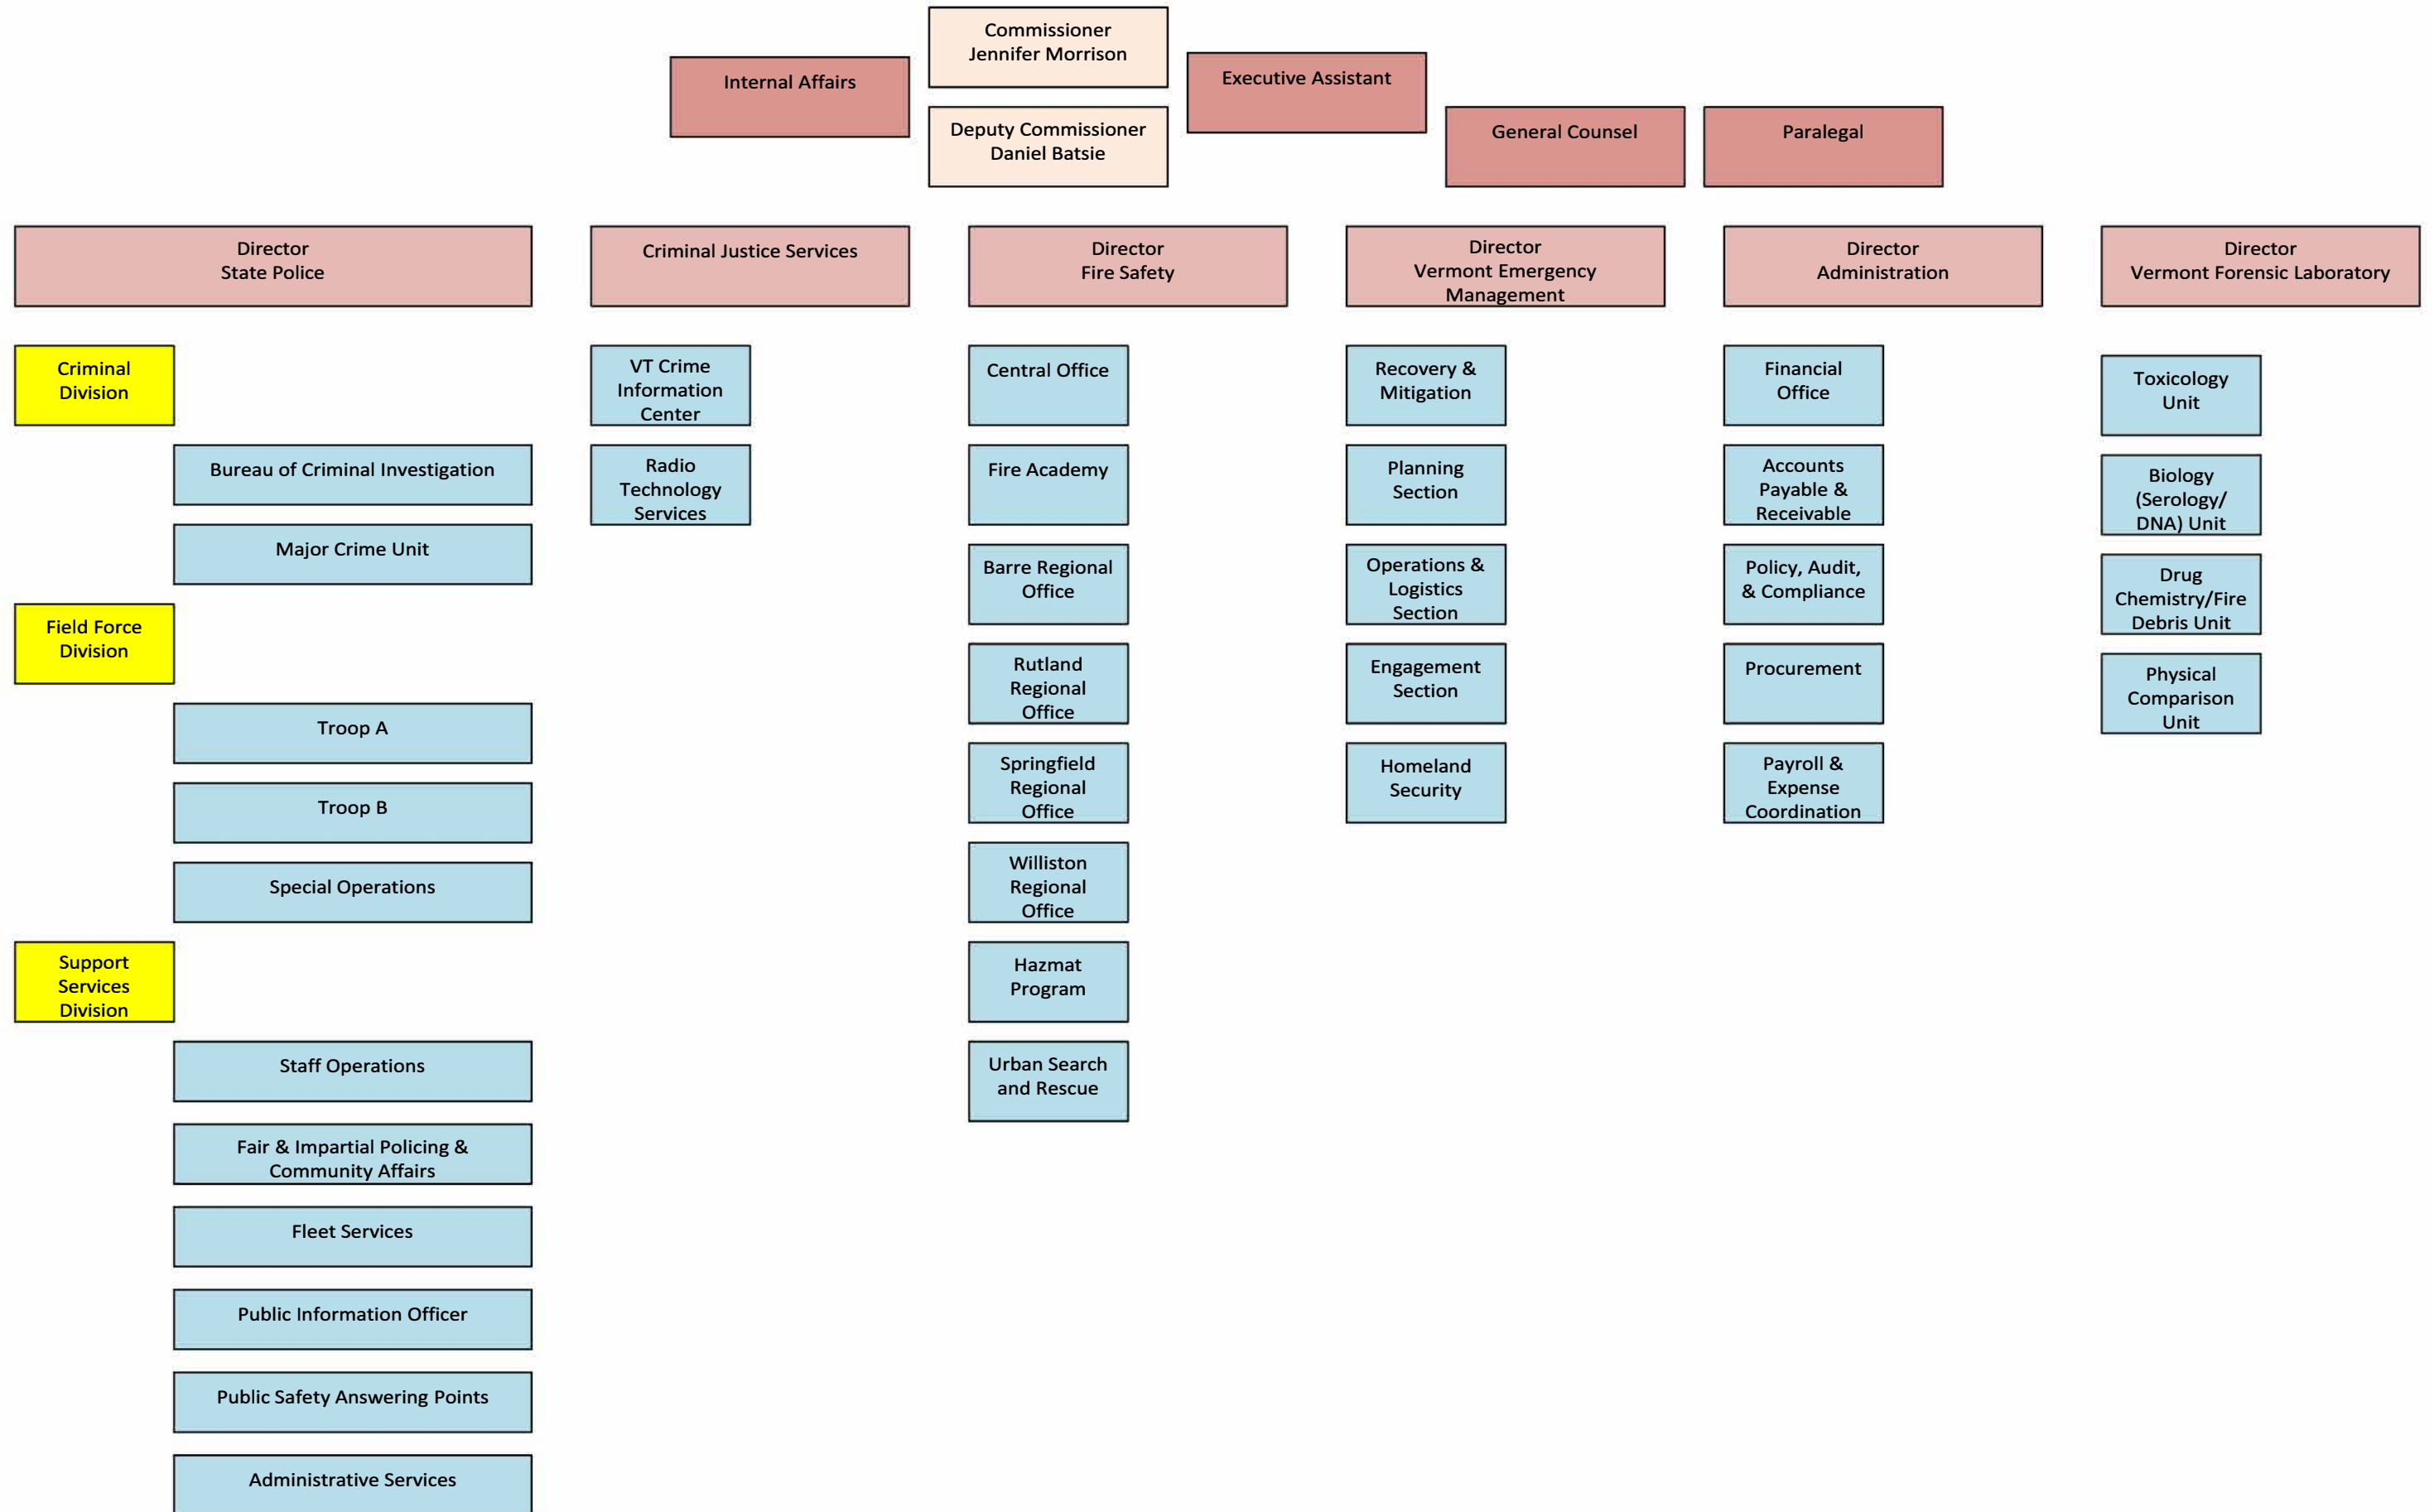 Commissioner
Jennifer Morrison
Internal Affairs
Executive Assistant
Deputy Commissioner
Daniel Batsie
General Counsel
Paralegal
Director
State Police
Criminal Justice Services
Director
Fire Safety
Director
Vermont Emergency
Management
Director
Administration
Director
Vermont Forensic Laboratory
Criminal
Division
Bureau of Criminal Investigation
Major Crime Unit
Field Force
Division
Troop A
Troop B
Special Operations
Support
Services
Division
Staff Operations
Fair & Impartial Policing &
Community Affairs
Fleet Services
Public Information Officer
Public Safety Answering Points
Administrative Services
VT Crime
Information
Center
Radio
Technology
Services
Central Office
Fire Academy
Barre Regional
Office
Rutland
Regional
Office
Springfield
Regional
Office
Williston
Regional
Office
Hazmat
Program
Urban Search
and Rescue
Recovery &
Mitigation
Planning
Section
Operations &
Logistics
Section
Engagement
Section
Homeland
Security
Financial
Office
Accounts
Payable &
Receivable
Policy, Audit,
& Compliance
Procurement
Payroll &
Expense
Coordination
Toxicology
Unit
Biology
(Serology/
DNA) Unit
Drug
Chemistry/Fire
Debris Unit
Physical
Comparison
Unit